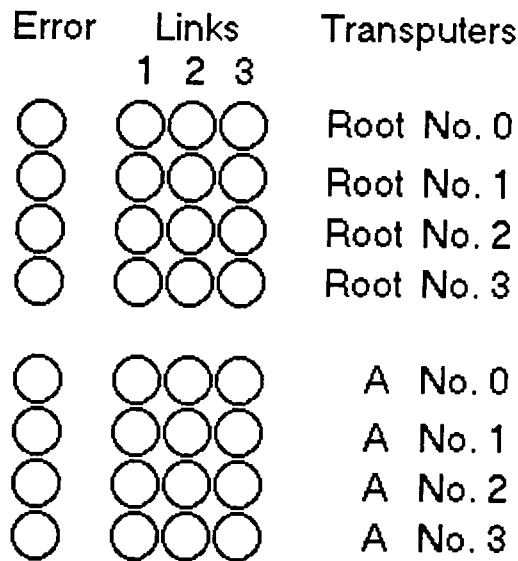 Error Links Transputers
1 2 3
Root No. 0
Root No. 1
Root No. 2
Root No. 3
A No. 0
A No. 1
A No. 2
A No. 3